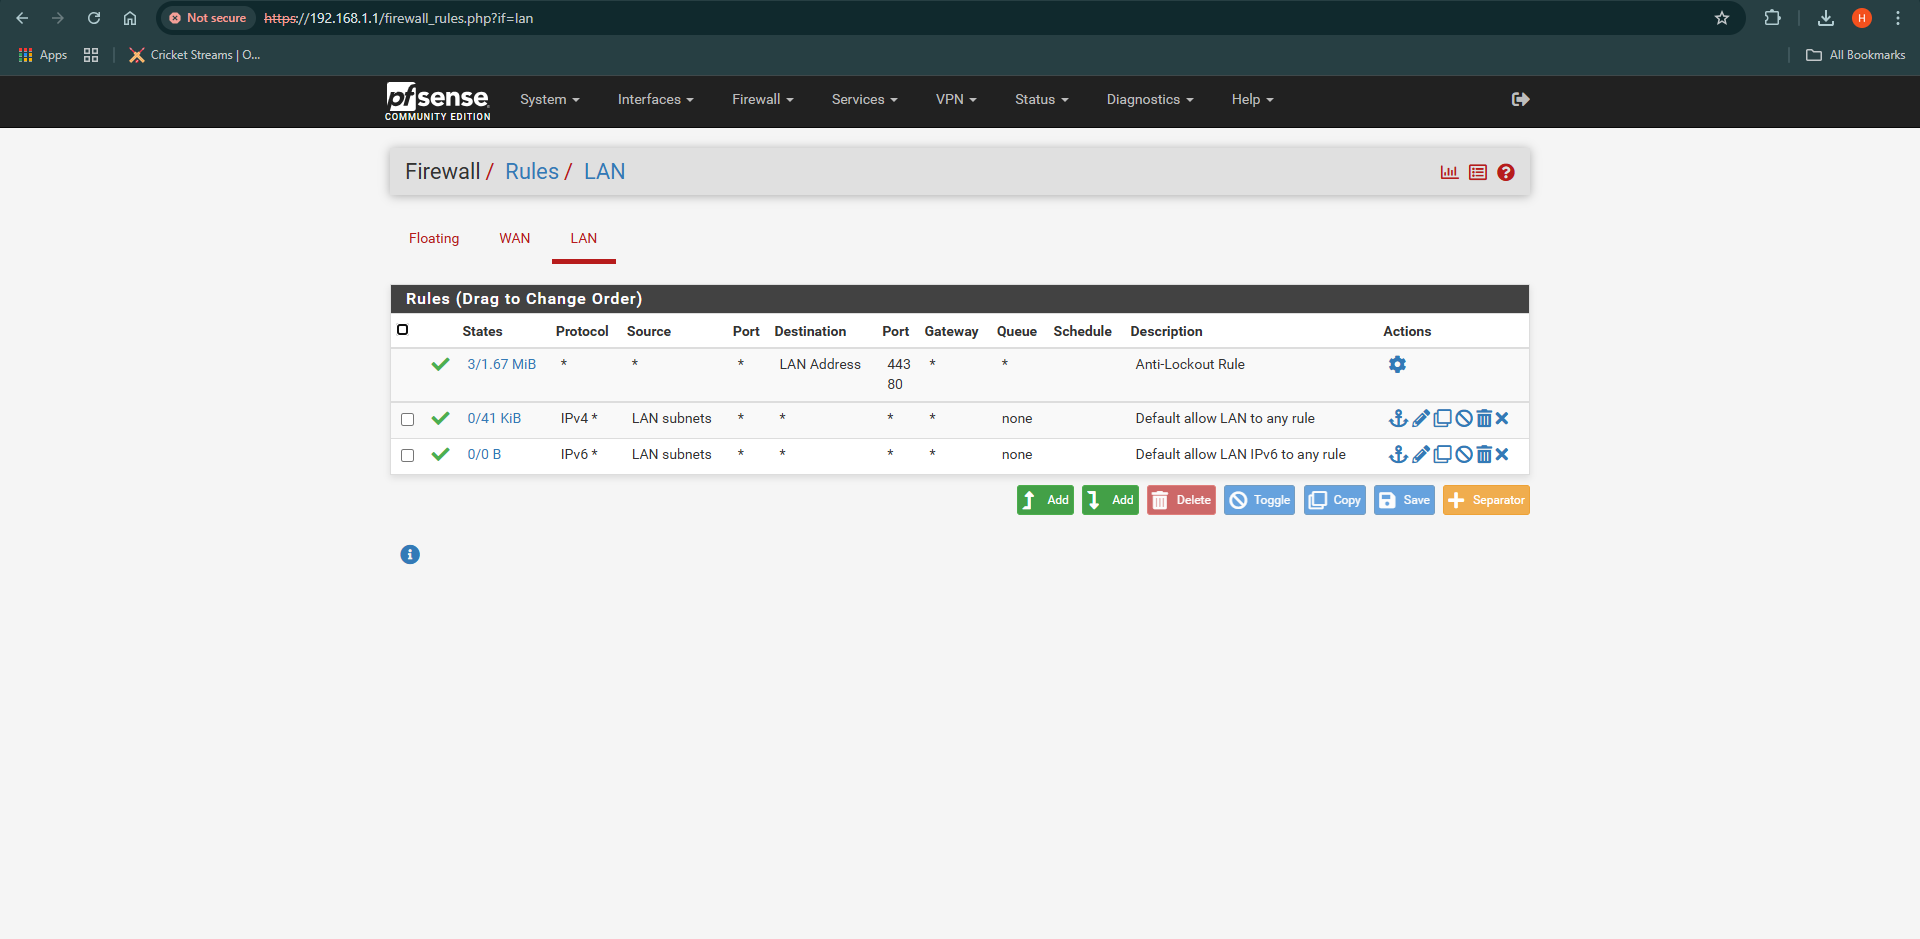 Not secure https://192.168.1.1/firewall_rules.php?if=lan H
Apps Cricket Streams | O... All Bookmarks
pfsense COMMUNITY EDITION System Interfaces Firewall Services VPN Status Diagnostics Help
Firewall / Rules / LAN
Floating WAN LAN
Rules (Drag to Change Order)
States Protocol Source Port Destination Port Gateway Queue Schedule Description Actions
3/1.67 MiB * * * LAN Address 443 * * Anti-Lockout Rule
80
0/41 KiB IPv4 * LAN subnets * * * * none Default allow LAN to any rule
0/0 B IPv6 * LAN subnets * * * * none Default allow LAN IPv6 to any rule
Add Add Delete Toggle Copy Save Separator